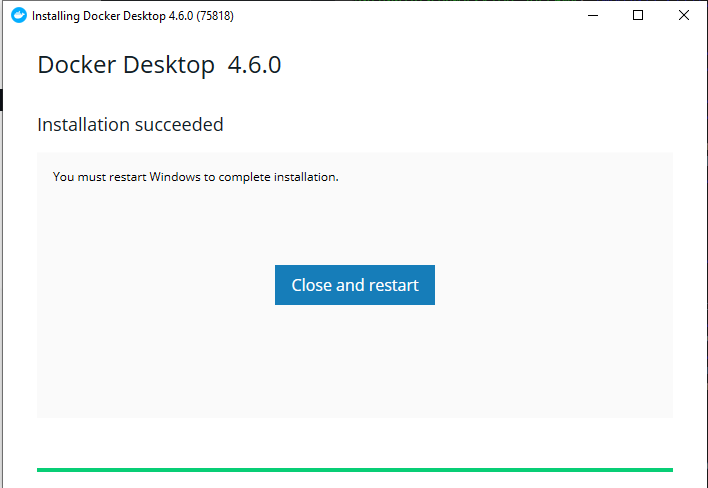 Installing Docker Desktop 4.6.0 (75818)
Docker Desktop 4.6.0
Installation succeeded
You must restart Windows to complete installation.
Close and restart